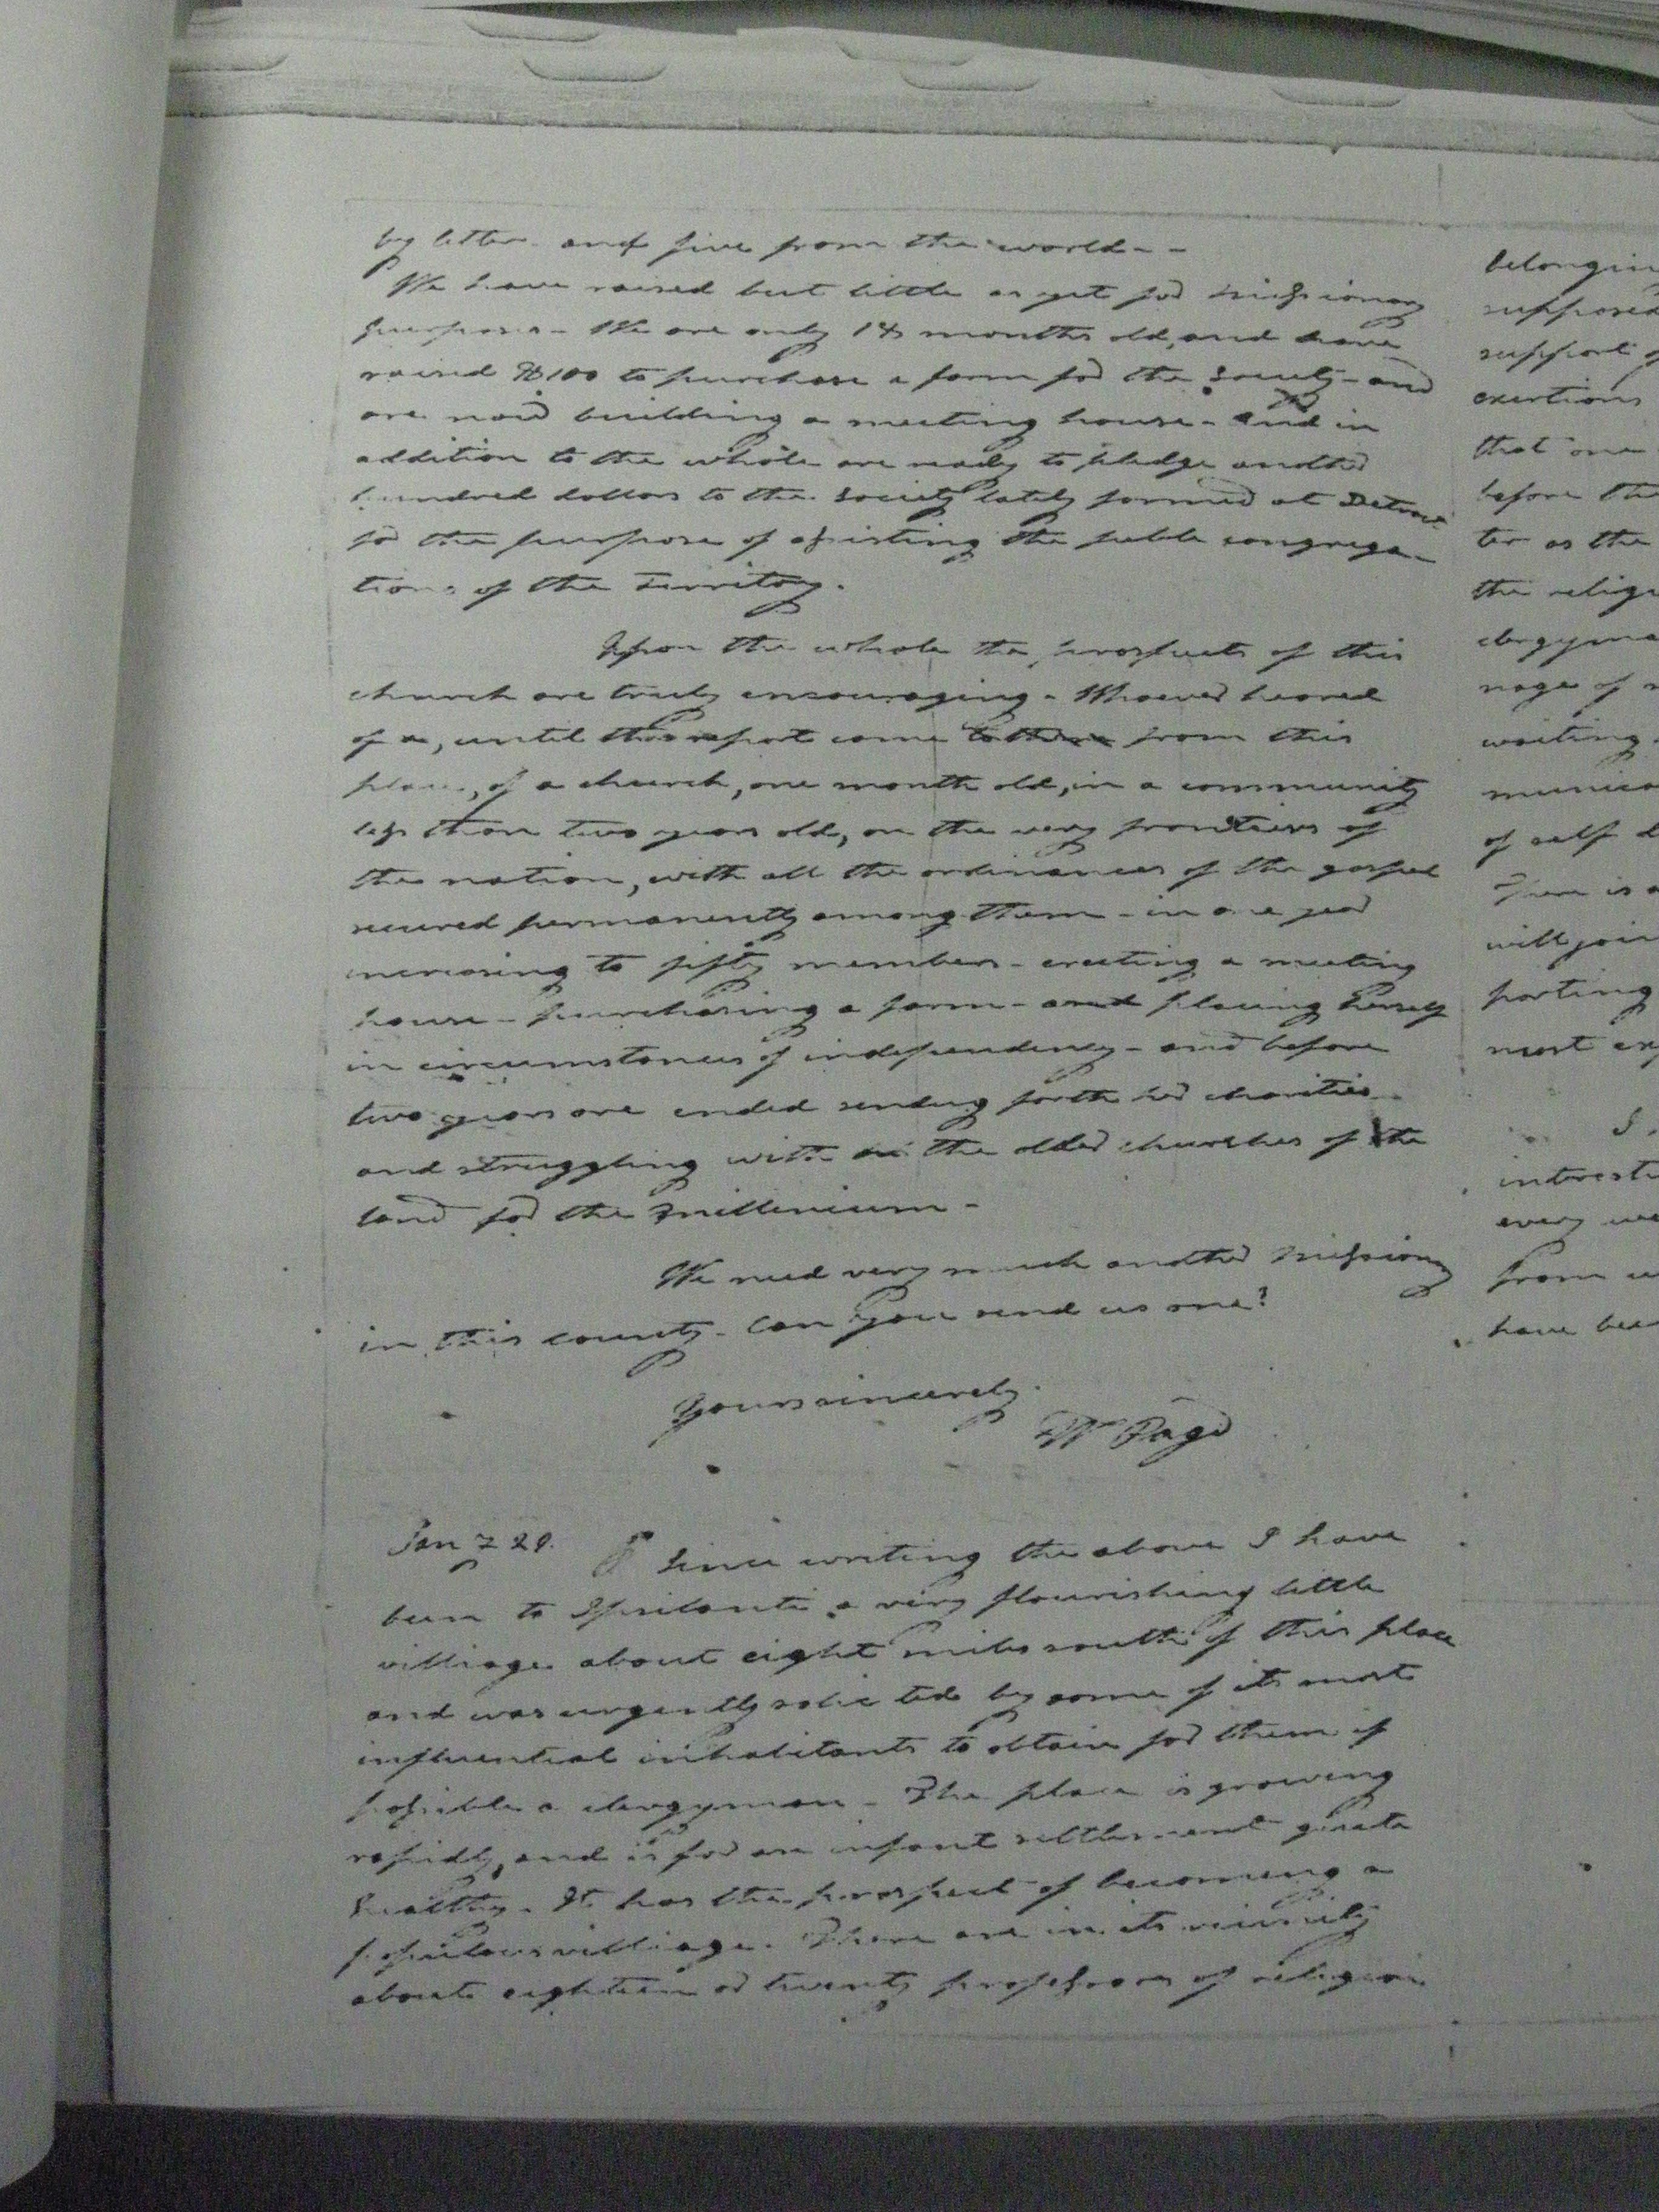 by letter and five from the world - -
We have raised but little as yet for missionary
purposes - We are only 18 months old, and have
raised $100 to purchase a farm for the society - and
are now building a meeting house - and in
addition to the whole are ready to pledge another
hundred dollars to the society lately formed at Detroit
for the purpose of assisting the feeble congrega-
tions of the Territory.
Upon the whole the prospects of this
church are truly encouraging - Whoever heared
of a, until this report came from this
place, of a church, one month old, in a community
less than two years old, on the very frontiers of
the nation, with all the ordinances of the gospel
secured permanently among them - in one year
increasing to fifty members - erecting a meeting
house - purchasing a farm - and placing herself
in circumstances of independency - and before
two years are ended sending forth her charities
and struggling with the older churches of the
land for the millenium -
We need very much another missionary
in this county - Can you send us one?
Yours sincerely
Wm Page
Jan 7 29. Since writing the above I have
been to Ypsilanti a very flourishing little
villiage about eight miles south of this place
and was urgently solicited by some of its most
influential inhabitants to obtain for them if
possible a clergyman - The place is growing
rapidly, and is for an infant settlement quite
healthy. It has the prospect of becoming a
populous villiage. There are in its vicinity
about eighteen or twenty professors of religion
belongin
supposed
support of
exertions
that one
before the
ter as the
the relig
clergyma
nage of
waiting
munica
of self
There is a
will join
porting
most ex
S.
interesti
every
from
have bee